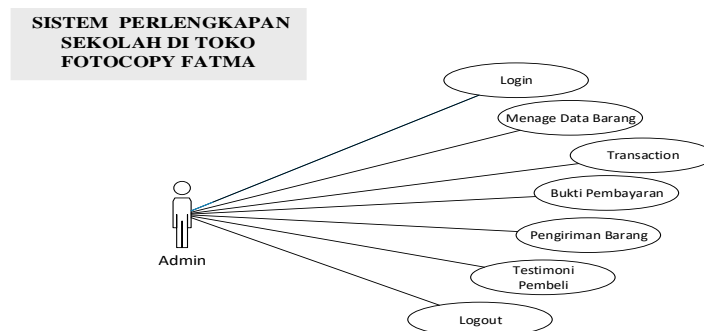 SISTEM PERLENGKAPAN
SEKOLAH DI TOKO
FOTOCOPY FATMA
Login
Menage Data Barang
Transaction
Bukti Pembayaran
Pengiriman Barang
Admin
Testimoni
Pembeli
Logout